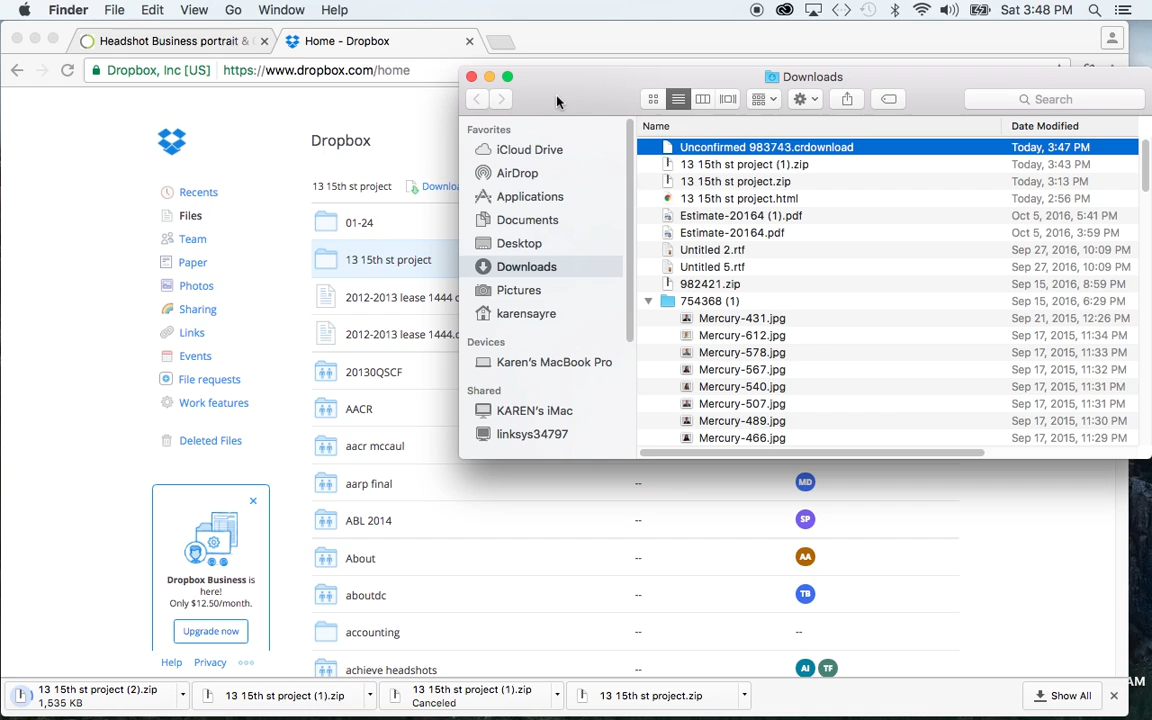 Finder File Edit View Go Window Help Sat 3:48 PM
Headshot Business portrait &
Home - Dropbox
Dropbox, Inc [US] https://www.dropbox.com/home
Dropbox
13 15th st project
Recents
Files
Team
Paper
Photos
Sharing
Links
Events
File requests
Work features
Deleted Files
01-24
13 15th st project
2012-2013 lease 1444
2012-2013 lease 1444.
20130QSCF
AACR
aacr mccaul
aarp final -- MD
ABL 2014 -- SP
About -- AA
aboutdc -- TB
accounting -- --
achieve headshots AI TF
Dropbox Business is
here!
Only $12.50/month.
Upgrade now
Help Privacy
Downloads
Search
Favorites
iCloud Drive
AirDrop
Applications
Documents
Desktop
Downloads
Pictures
karensayre
Devices
Karen's MacBook Pro
Shared
KAREN's iMac
linksys34797
Name Date Modified
Unconfirmed 983743.crdownload Today, 3:47 PM
13 15th st project (1).zip Today, 3:43 PM
13 15th st project.zip Today, 3:13 PM
13 15th st project.html Today, 2:56 PM
Estimate-20164 (1).pdf Oct 5, 2016, 5:41 PM
Estimate-20164.pdf Oct 5, 2016, 3:59 PM
Untitled 2.rtf Sep 27, 2016, 10:09 PM
Untitled 5.rtf Sep 27, 2016, 10:09 PM
982421.zip Sep 15, 2016, 8:59 PM
754368 (1) Sep 15, 2016, 6:29 PM
Mercury-431.jpg Sep 21, 2015, 12:26 PM
Mercury-612.jpg Sep 17, 2015, 11:34 PM
Mercury-578.jpg Sep 17, 2015, 11:33 PM
Mercury-567.jpg Sep 17, 2015, 11:32 PM
Mercury-540.jpg Sep 17, 2015, 11:31 PM
Mercury-507.jpg Sep 17, 2015, 11:31 PM
Mercury-489.jpg Sep 17, 2015, 11:30 PM
Mercury-466.jpg Sep 17, 2015, 11:29 PM
13 15th st project (2).zip
1,535 KB
13 15th st project (1).zip
13 15th st project (1).zip
Canceled
13 15th st project.zip
Show All
AM